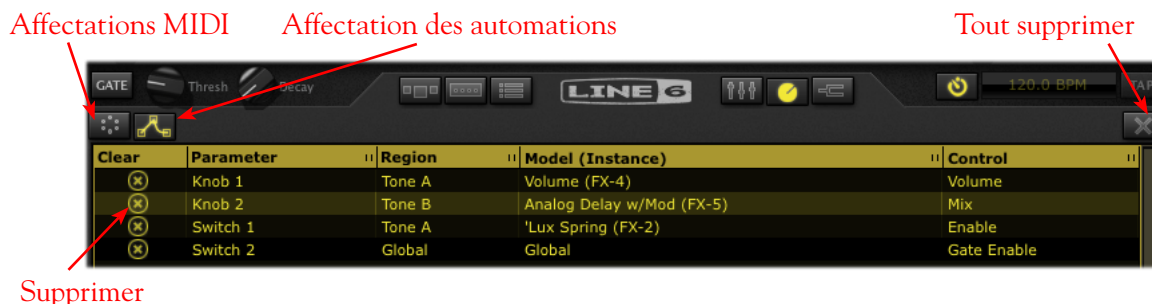 Affectations MIDI Affectation des automations Tout supprimer
GATE Thresh Decay LINE 6 120.0 BPM TAP
Clear Parameter Region Model (Instance) Control
Knob 1 Tone A Volume (FX-4) Volume
Knob 2 Tone B Analog Delay w/Mod (FX-5) Mix
Switch 1 Tone A 'Lux Spring (FX-2) Enable
Switch 2 Global Global Gate Enable
Supprimer